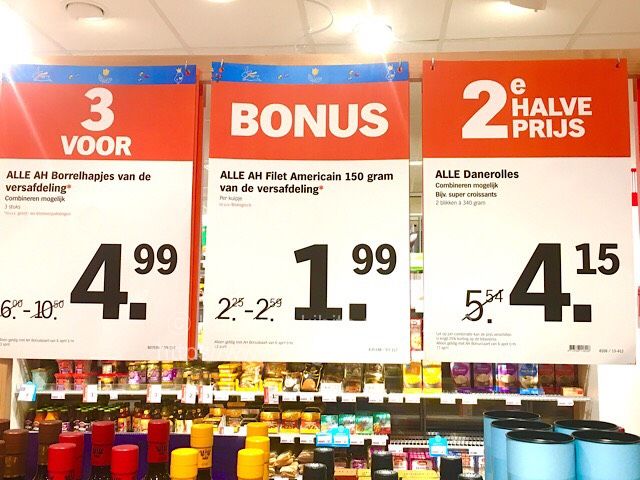 3
VOOR
ALLE AH Borrelhapjes van de
versafdeling*
Combineren mogelijk
3 stuks
6.00-10.50
4.99
BONUS
ALLE AH Filet Americain 150 gram
van de versafdeling*
Per kuipje
2.25-2.59
1.99
2e
HALVE
PRIJS
ALLE Danerolles
Combineren mogelijk
Bijv. super croissants
2 blikken à 340 gram
5.54
4.15